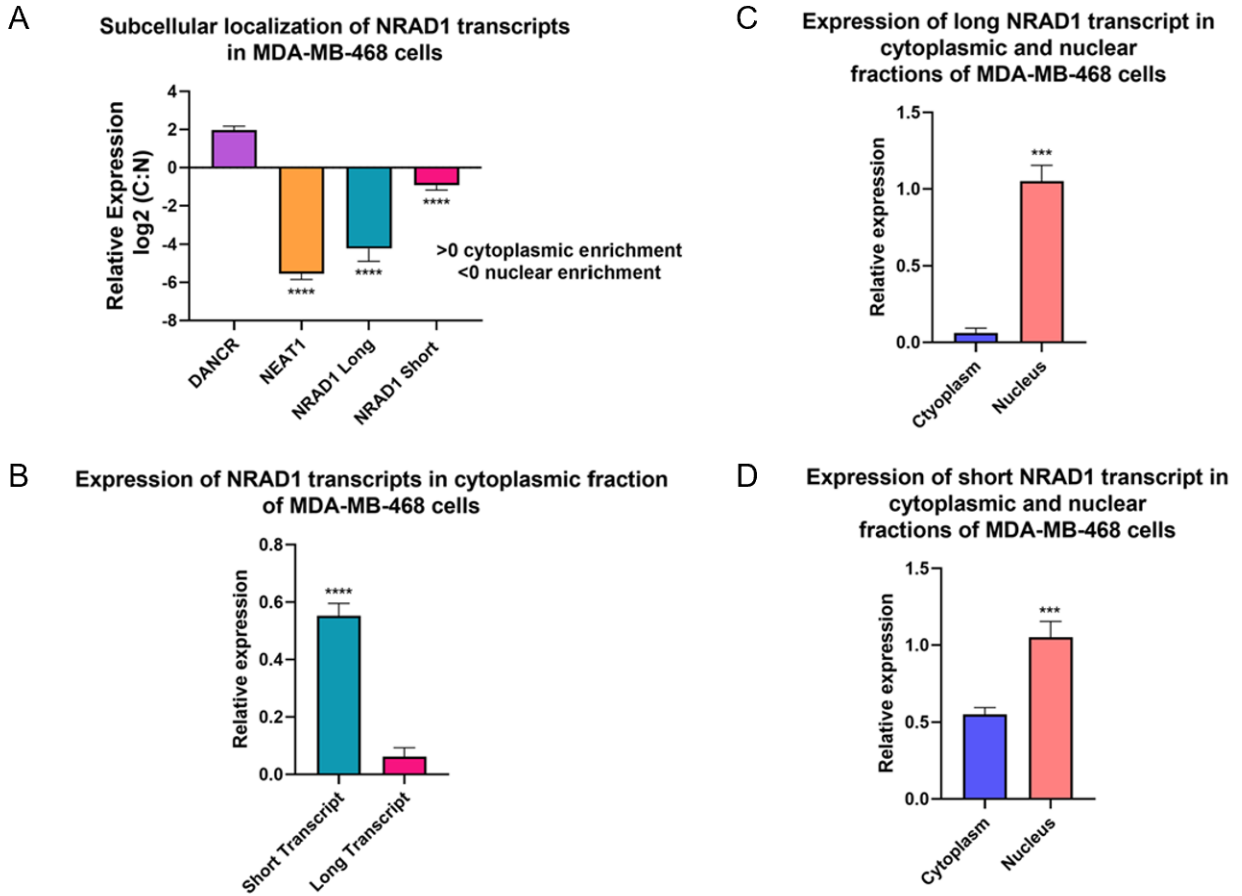 A
Subcellular localization of NRAD1 transcripts
in MDA-MB-468 cells
Relative Expression
log2 (C:N)
4
2
0
-2
-4
-6
-8
****
****
****
>0 cytoplasmic enrichment
<0 nuclear enrichment
DANCR
NEAT1
NRAD1 Long
NRAD1 Short
B
Expression of NRAD1 transcripts in cytoplasmic fraction
of MDA-MB-468 cells
Relative expression
0.8
0.6
0.4
0.2
0.0
****
Short Transcript
Long Transcript
C
Expression of long NRAD1 transcript in
cytoplasmic and nuclear
fractions of MDA-MB-468 cells
Relative expression
1.5
1.0
0.5
0.0
***
Ctyoplasm
Nucleus
D
Expression of short NRAD1 transcript in
cytoplasmic and nuclear
fractions of MDA-MB-468 cells
Relative expression
1.5
1.0
0.5
0.0
***
Cytoplasm
Nucleus